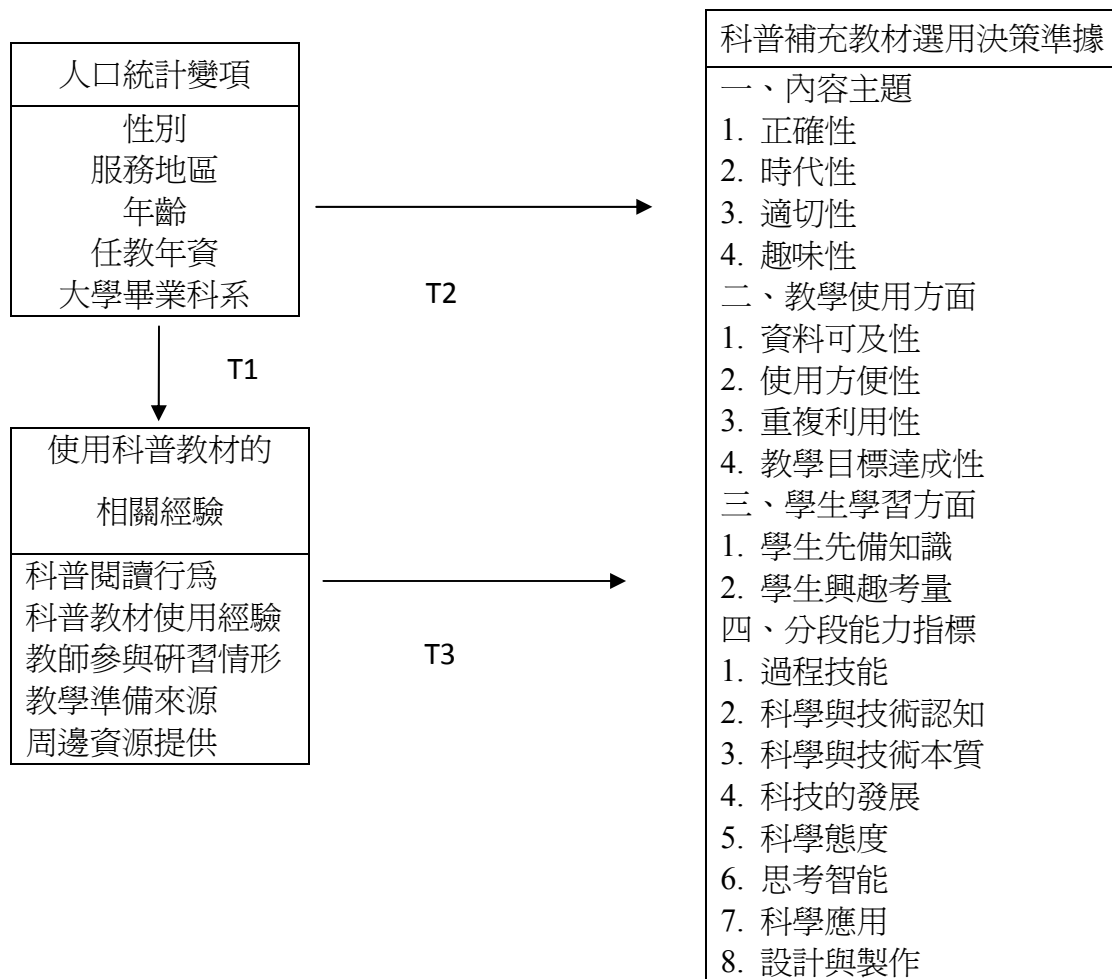 人口統計變項
性別
服務地區
年齡
任教年資
大學畢業科系
T1
T2
使用科普教材的
相關經驗
科普閱讀行為
科普教材使用經驗
教師參與研習情形
教學準備來源
周邊資源提供
T3
科普補充教材選用決策準據
一、內容主題
1. 正確性
2. 時代性
3. 適切性
4. 趣味性
二、教學使用方面
1. 資料可及性
2. 使用方便性
3. 重複利用性
4. 教學目標達成性
三、學生學習方面
1. 學生先備知識
2. 學生興趣考量
四、分段能力指標
1. 過程技能
2. 科學與技術認知
3. 科學與技術本質
4. 科技的發展
5. 科學態度
6. 思考智能
7. 科學應用
8. 設計與製作